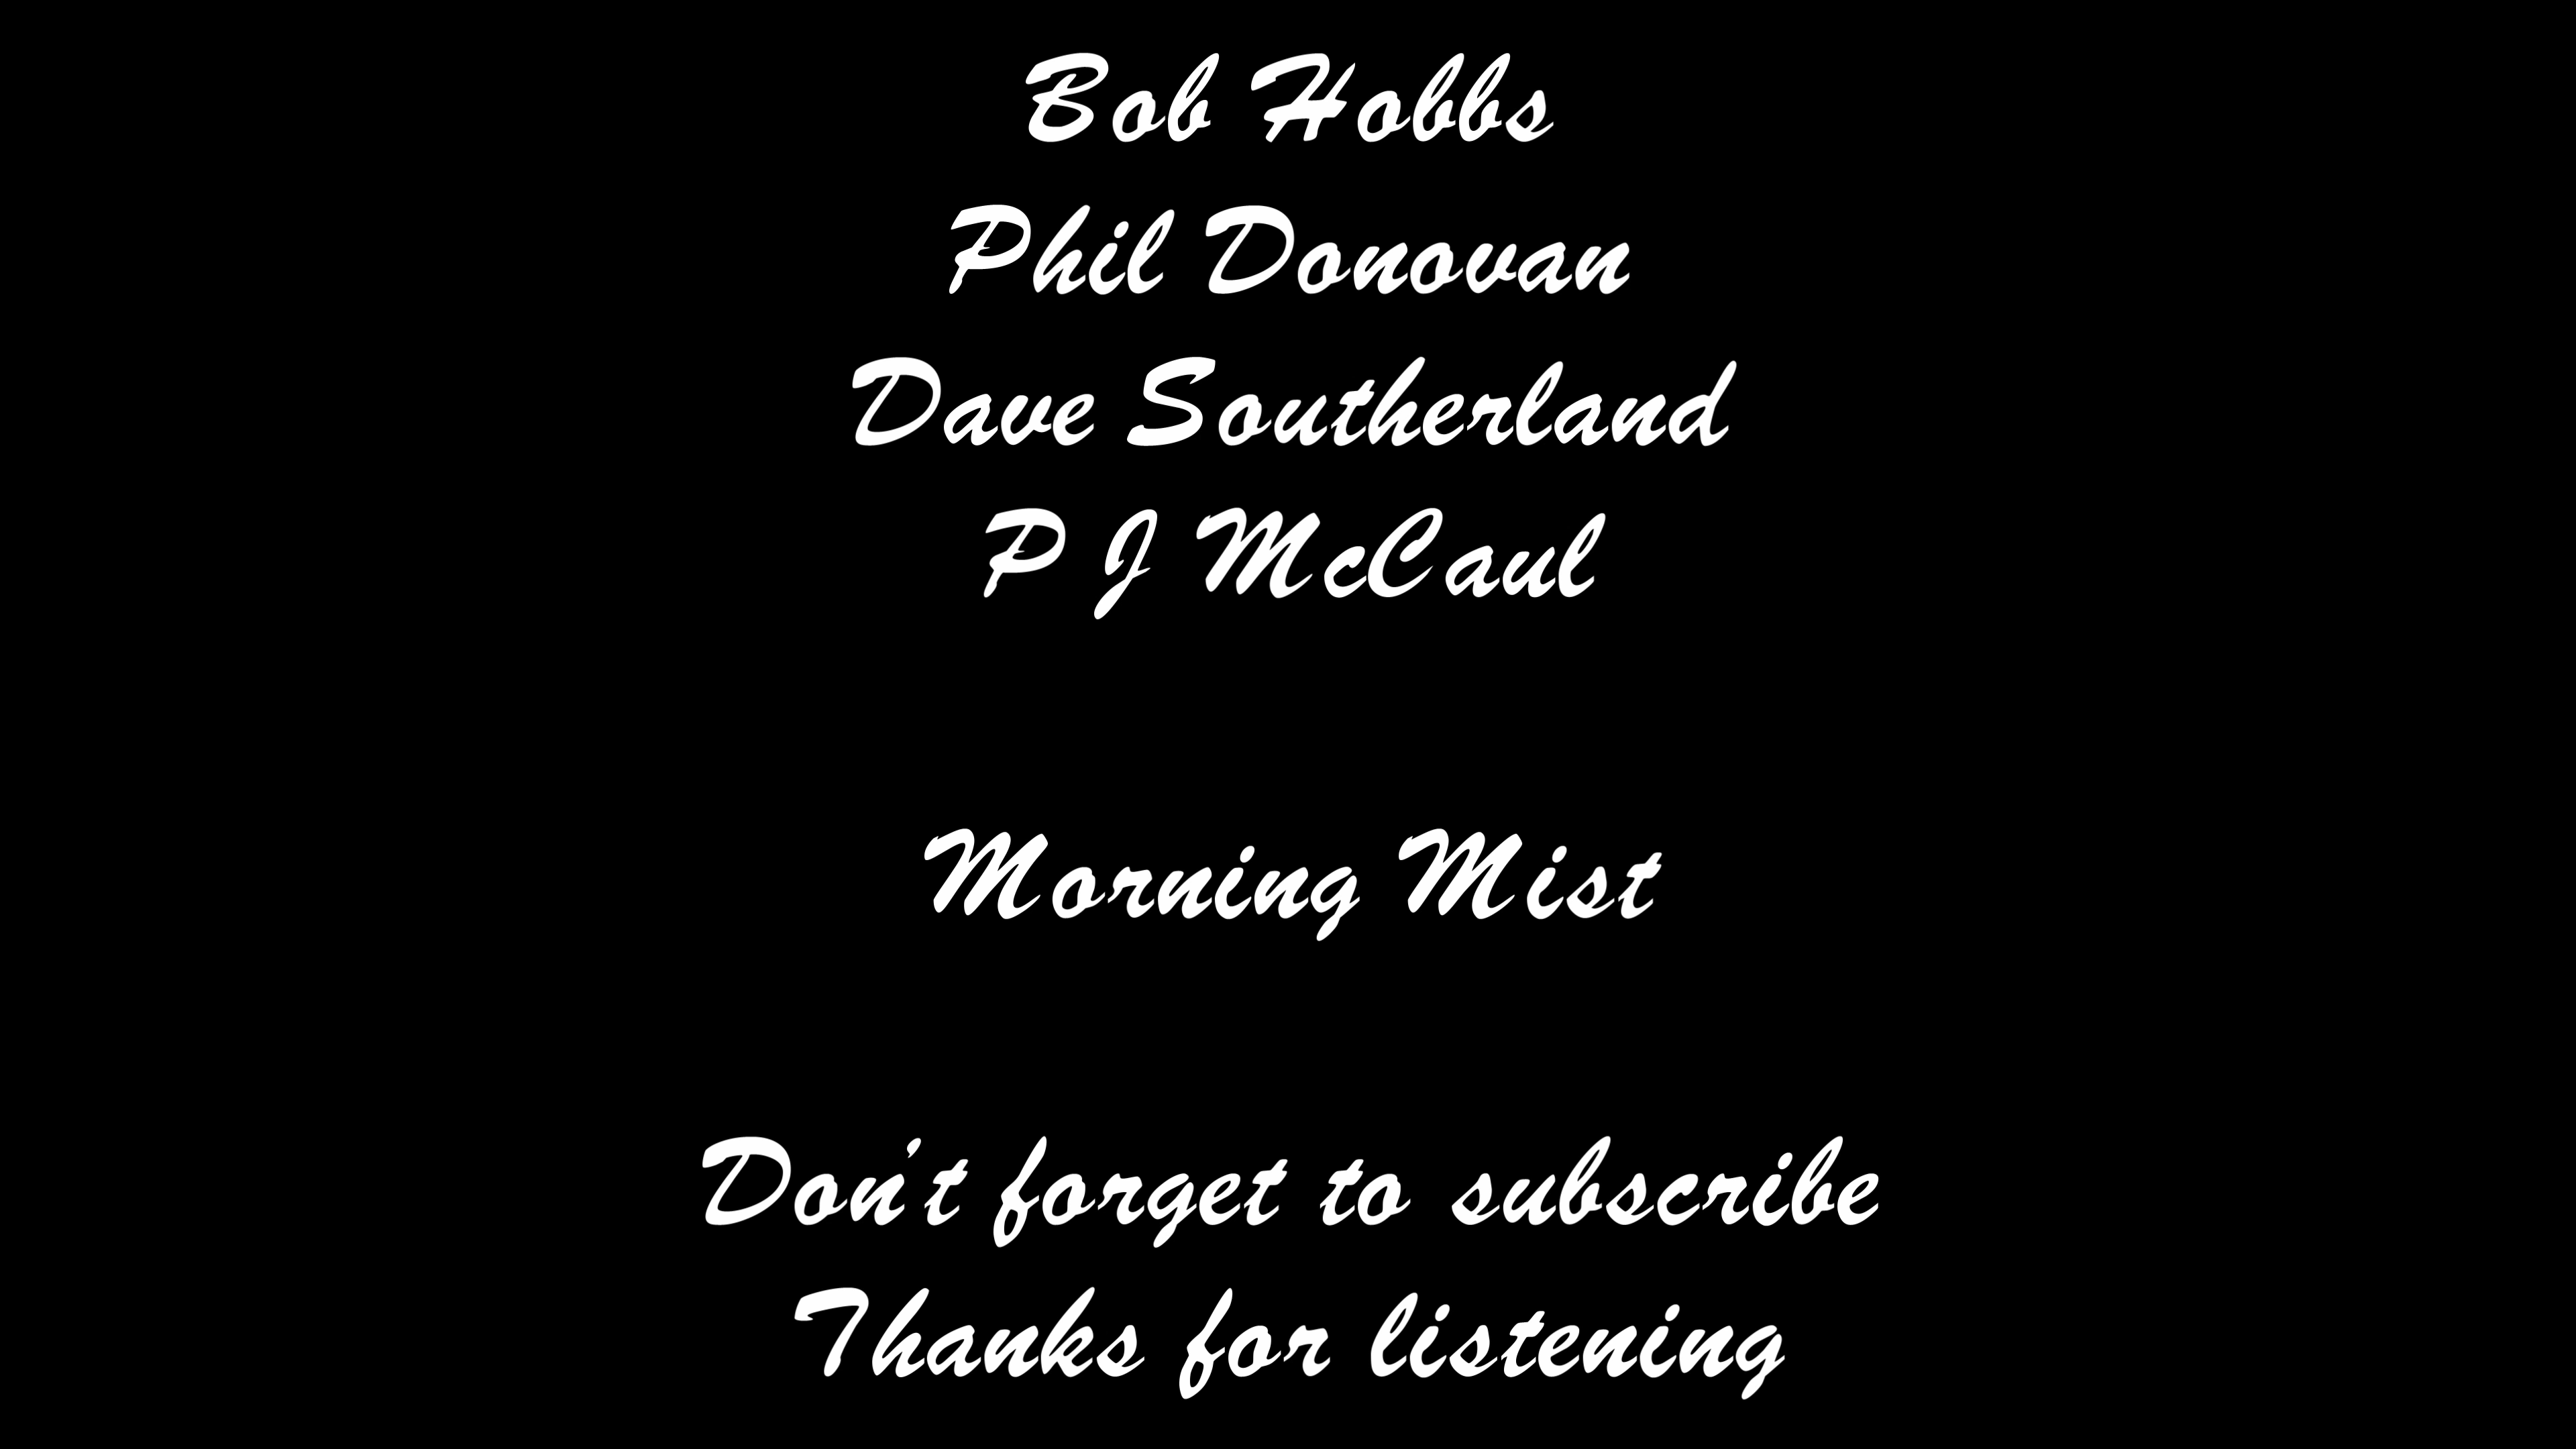 Bob Hobbs
Phil Donovan
Dave Southerland
P J McCaul
Morning Mist
Don't forget to subscribe
Thanks for listening